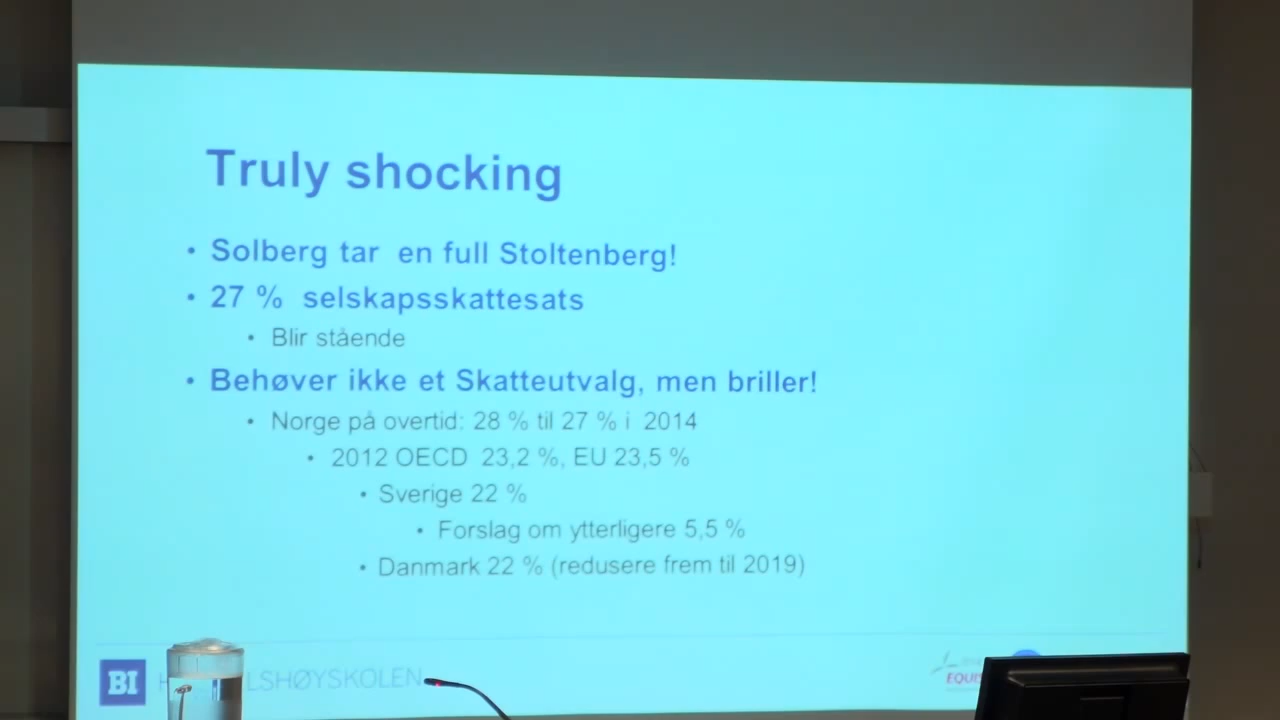 Truly shocking
• Solberg tar en full Stoltenberg!
• 27 % selskapsskattesats
• Blir stående
• Behøver ikke et Skatteutvalg, men briller!
• Norge på overtid: 28 % til 27 % i 2014
• 2012 OECD 23,2 %, EU 23,5 %
• Sverige 22 %
• Forslag om ytterligere 5,5 %
• Danmark 22 % (redusere frem til 2019)
BI H LSHØYSKOLEN
EQUIS